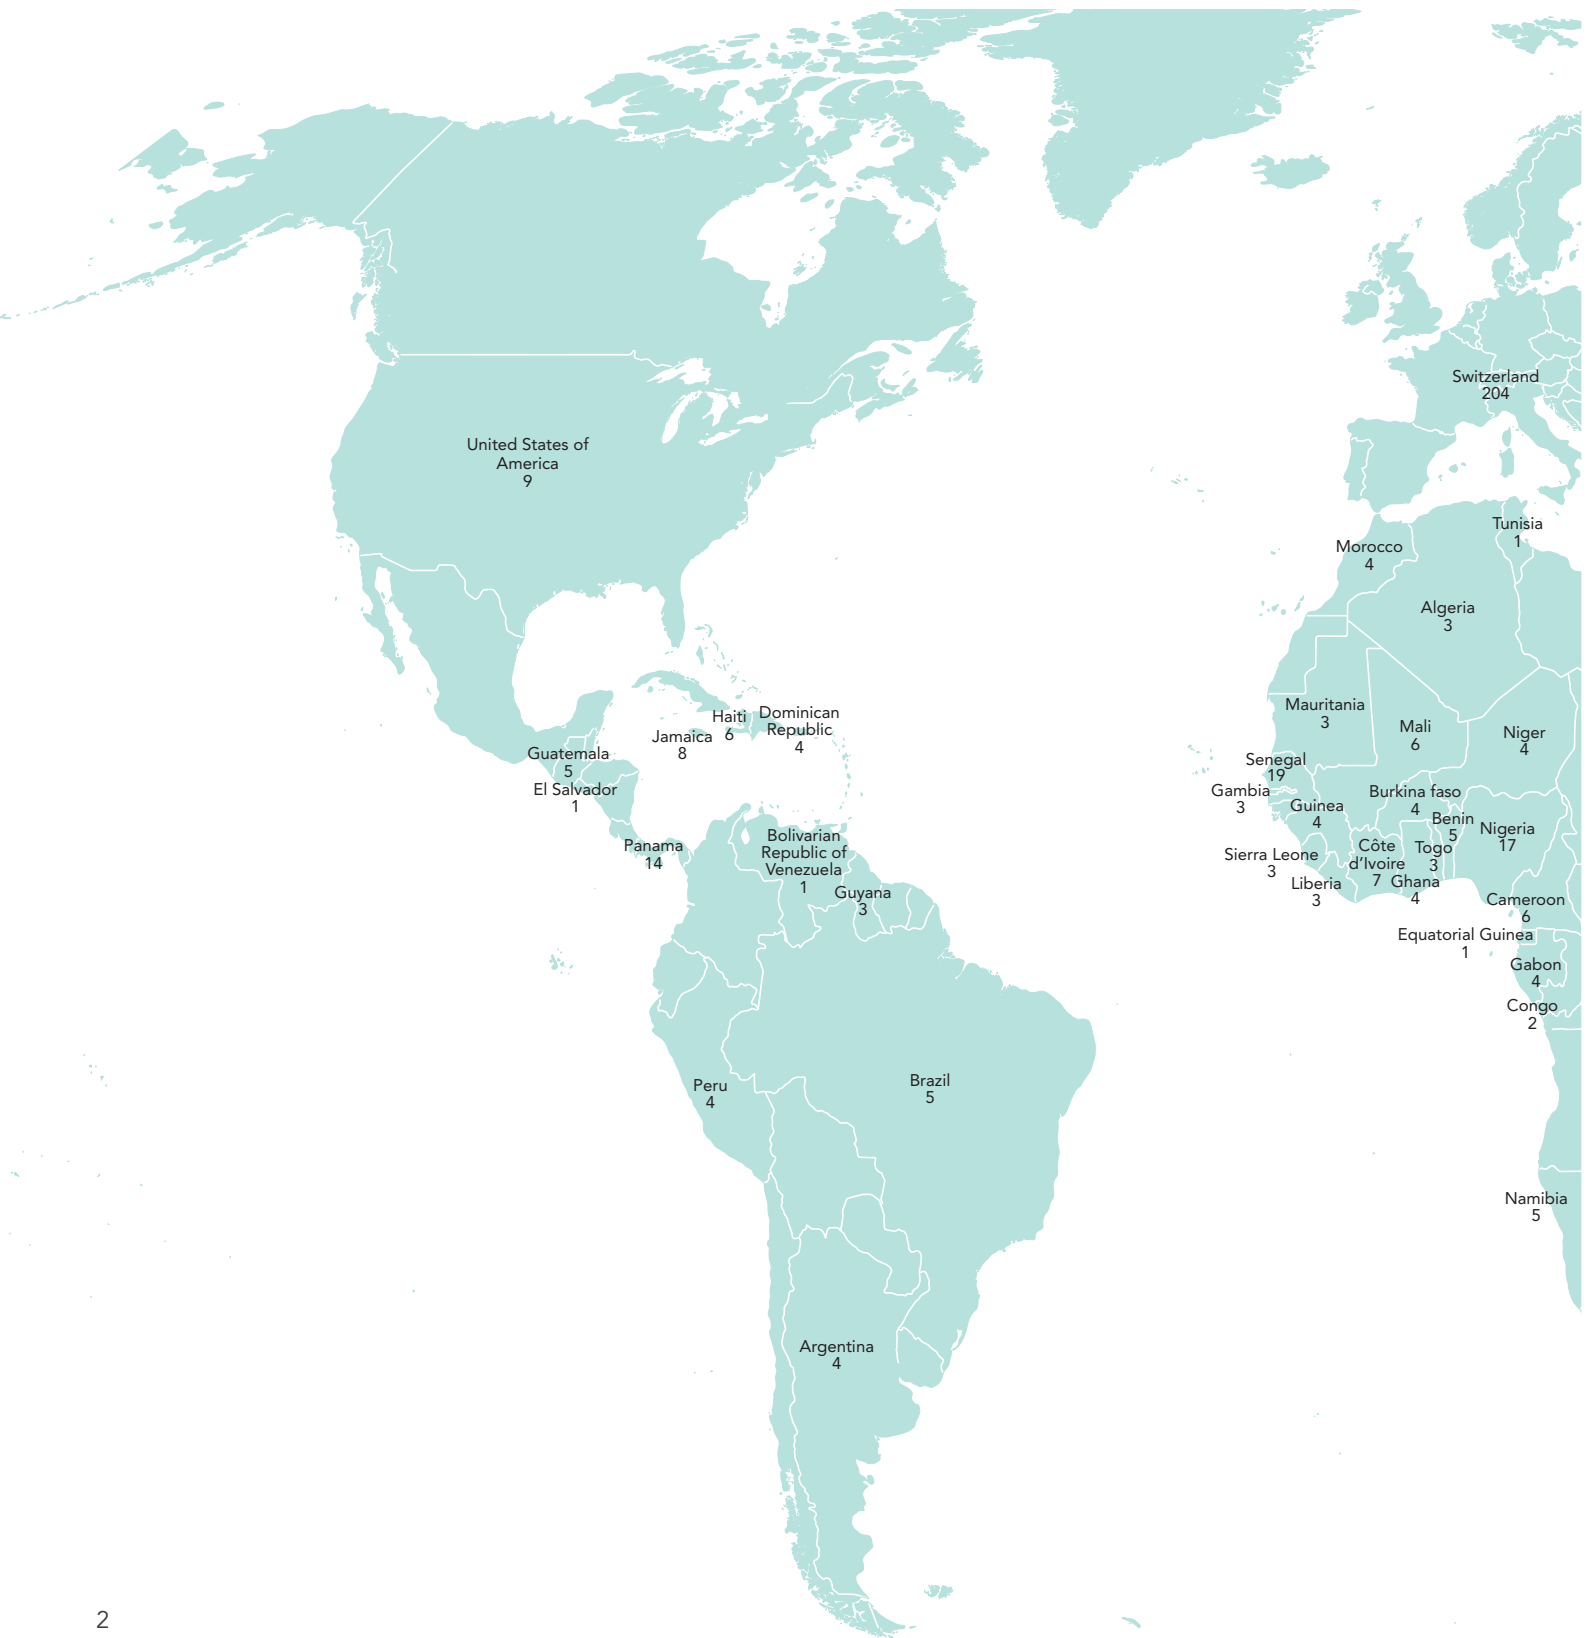 Switzerland
204
United States of
America
9
Tunisia
1
Morocco
4
Algeria
3
Haiti
6
Dominican
Republic
4
Jamaica
8
Guatemala
5
El Salvador
1
Mauritania
3
Mali
6
Niger
4
Senegal
19
Gambia
3
Guinea
4
Burkina faso
4
Benin
5
Nigeria
17
Panama
14
Bolivarian
Republic of
Venezuela
1
Guyana
3
Sierra Leone
3
Liberia
3
Côte
d’Ivoire
7
Togo
3
Ghana
4
Cameroon
6
Equatorial Guinea
1
Gabon
4
Congo
2
Peru
4
Brazil
5
Namibia
5
Argentina
4
2